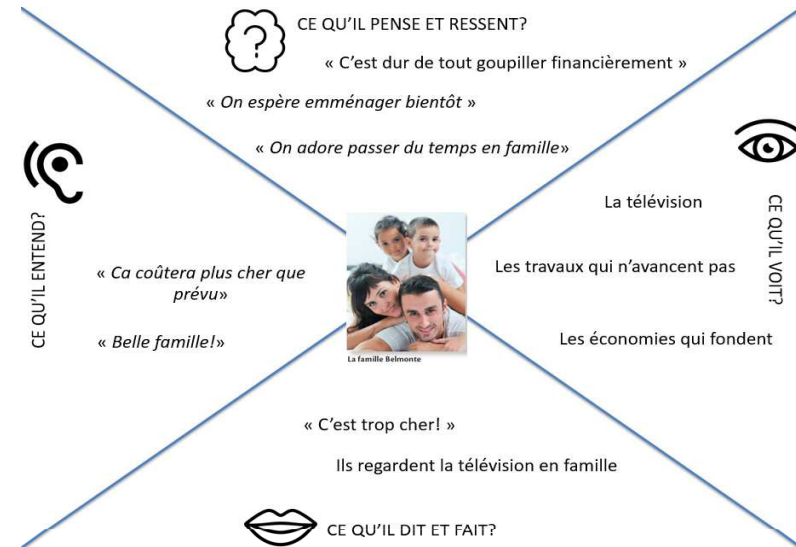 CE QU'IL PENSE ET RESSENT?
« C'est dur de tout goupiller financièrement »
« On espère emménager bientôt »
« On adore passer du temps en famille»
CE QU'IL ENTEND?
« Ca coûtera plus cher que
prévu»
« Belle famille!»
La famille Belmonte
CE QU'IL VOIT?
La télévision
Les travaux qui n'avancent pas
Les économies qui fondent
« C'est trop cher! »
Ils regardent la télévision en famille
CE QU'IL DIT ET FAIT?